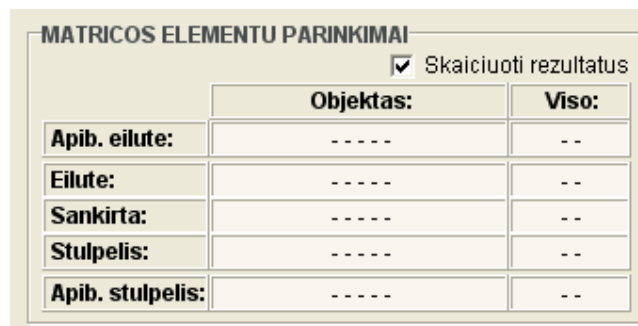 MATRICOS ELEMENTU PARINKIMAI
Skaiciuoti rezultatus
Objektas: Viso:
Apib. eilute: - - - - - - -
Eilute: - - - - - - -
Sankirta: - - - - - - -
Stulpelis: - - - - - - -
Apib. stulpelis: - - - - - - -